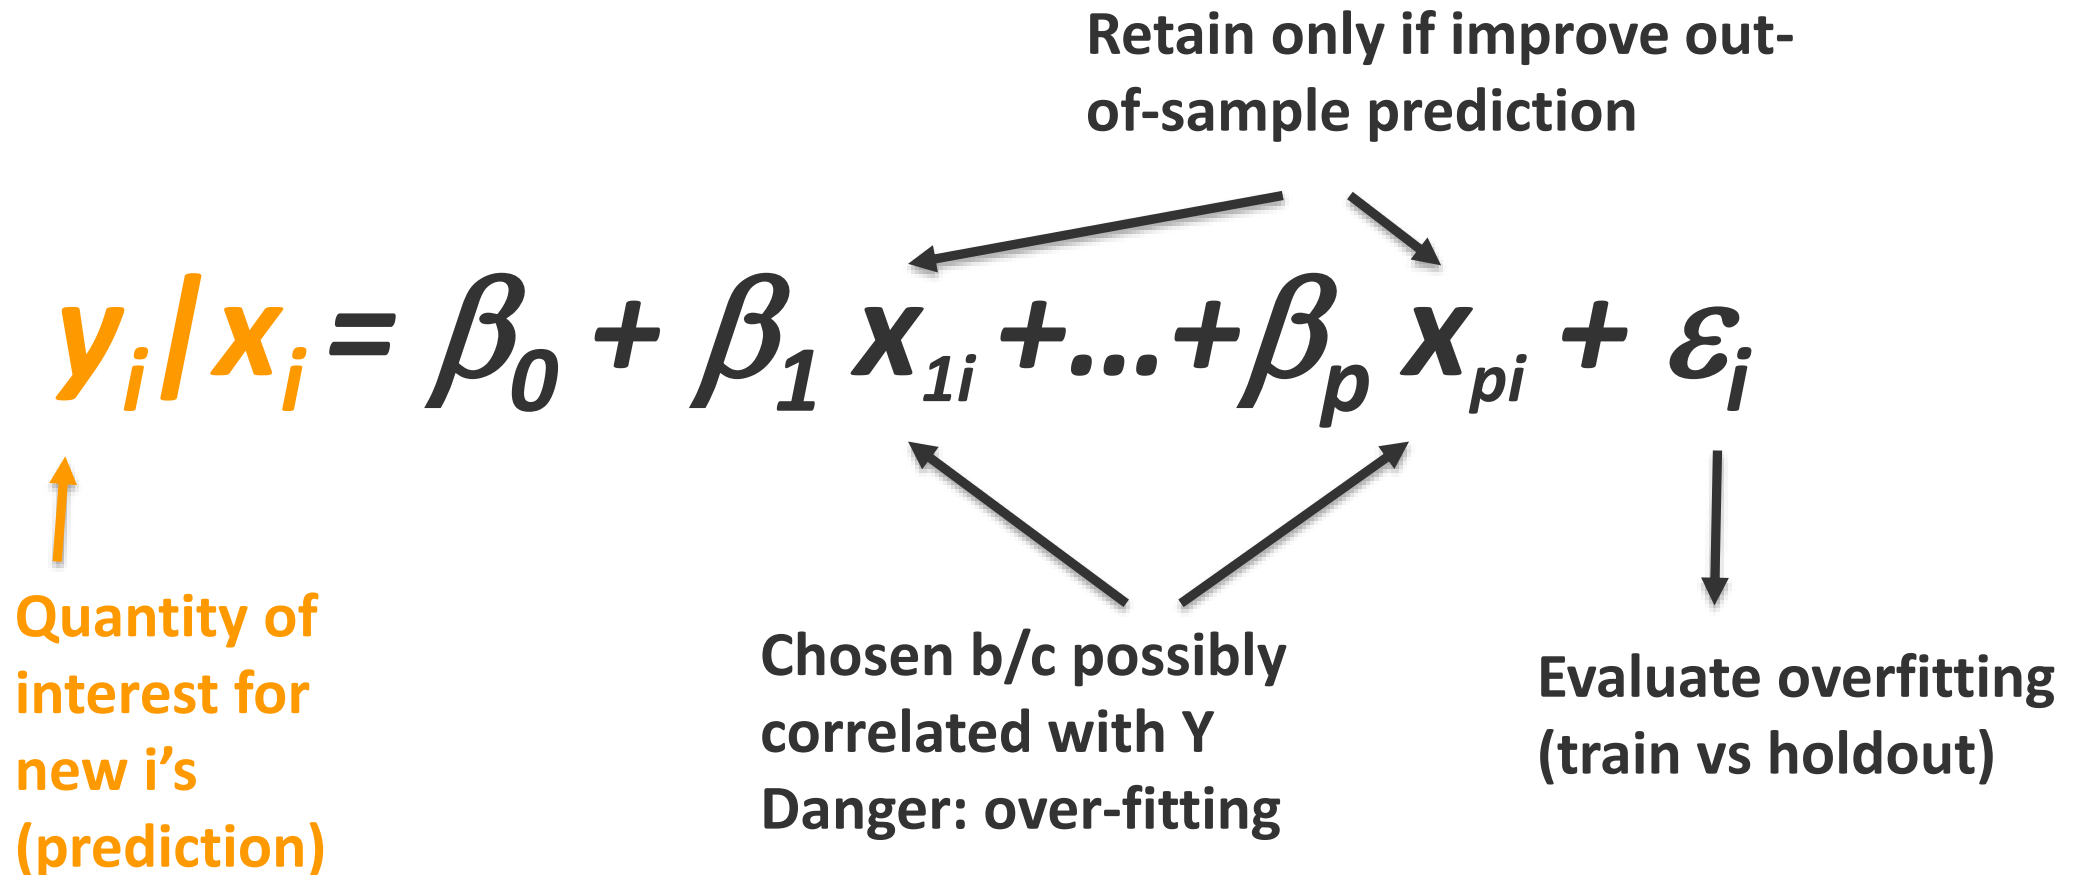 Retain only if improve out-
of-sample prediction
yᵢ|xᵢ = β₀ + β₁ x₁ᵢ +…+βₚ xₚᵢ + εᵢ
Quantity of
interest for
new i’s
(prediction)
Chosen b/c possibly
correlated with Y
Danger: over-fitting
Evaluate overfitting
(train vs holdout)